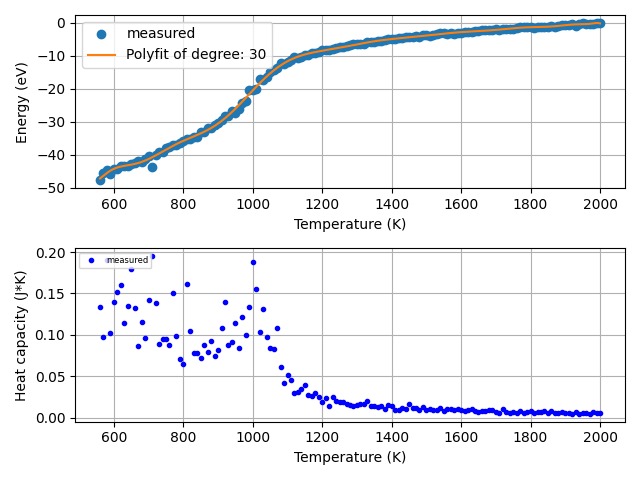 0
−10
−20
−30
−40
−50
Energy (eV)
measured
Polyfit of degree: 30
600 800 1000 1200 1400 1600 1800 2000
Temperature (K)
0.20
0.15
0.10
0.05
0.00
Heat capacity (J*K)
measured
600 800 1000 1200 1400 1600 1800 2000
Temperature (K)